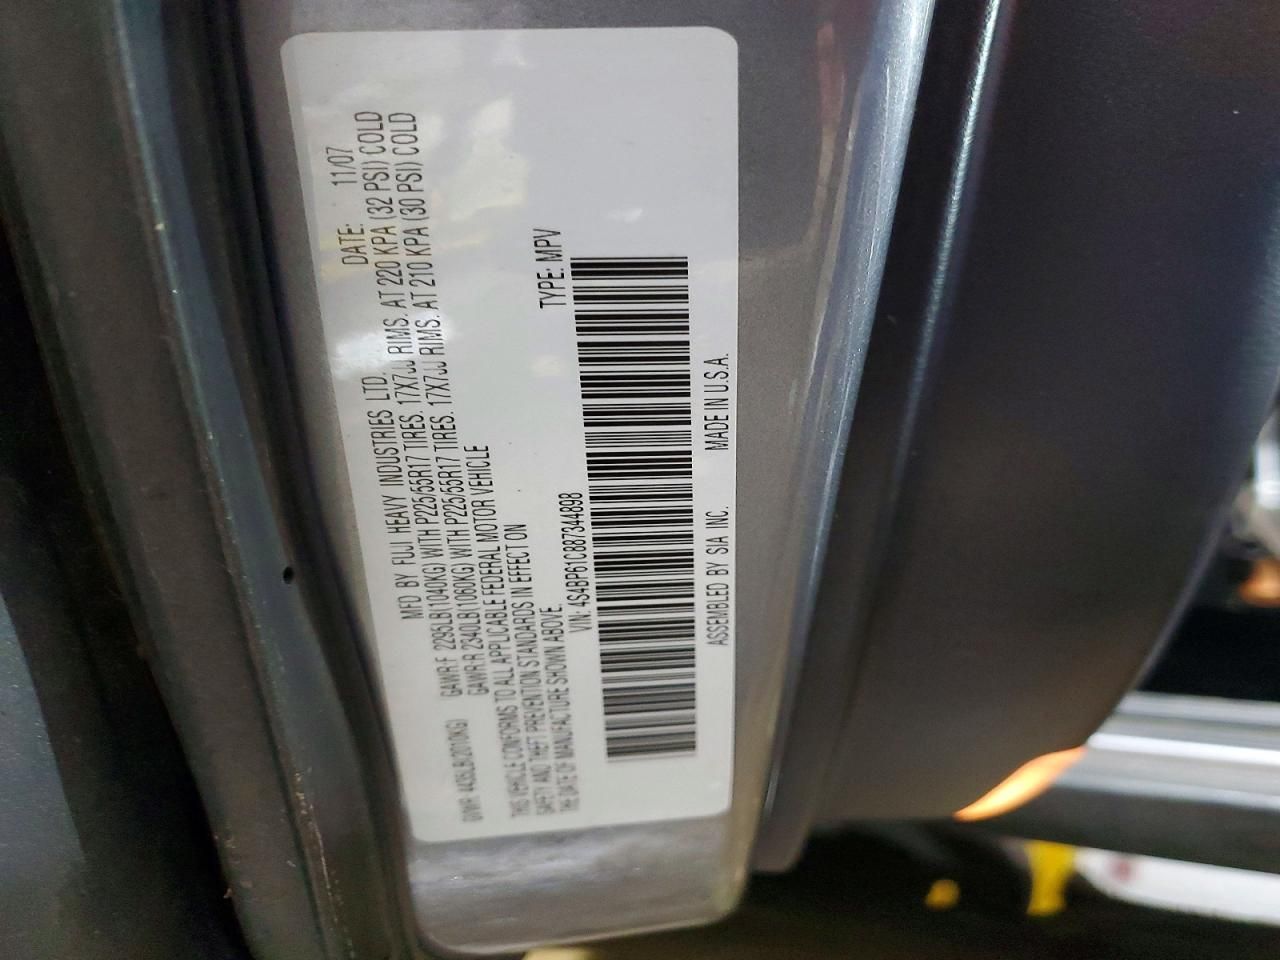 MFD BY FUJI HEAVY INDUSTRIES LTD. DATE: 11/07
GVWR 4435LB(2010KG) GAWR:F 2295LB(1040KG) WITH P225/55R17 TIRES. 17X7JJ RIMS. AT 220 KPA (32 PSI) COLD
GAWR:R 2340LB(1060KG) WITH P225/55R17 TIRES. 17X7JJ RIMS. AT 210 KPA (30 PSI) COLD
THIS VEHICLE CONFORMS TO ALL APPLICABLE FEDERAL MOTOR VEHICLE
SAFETY AND THEFT PREVENTION STANDARDS IN EFFECT ON
THE DATE OF MANUFACTURE SHOWN ABOVE.
VIN: 4S4BP61C887344898 TYPE: MPV
ASSEMBLED BY SIA INC. MADE IN U.S.A.